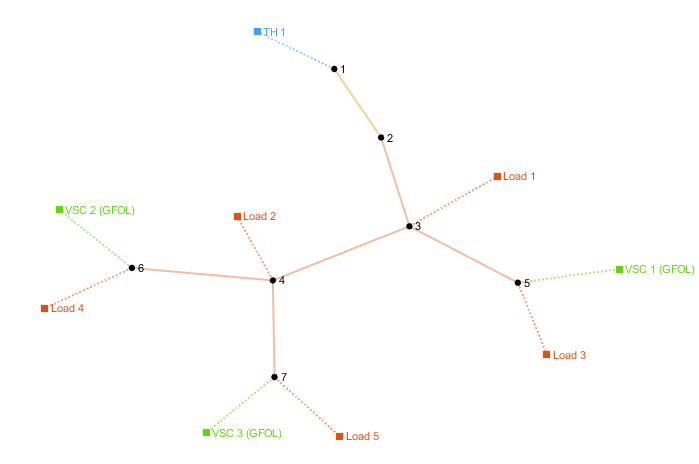 TH 1
1
2
Load 1
VSC 2 (GFOL)
Load 2
3
6
VSC 1 (GFOL)
4
5
Load 4
Load 3
7
VSC 3 (GFOL)
Load 5